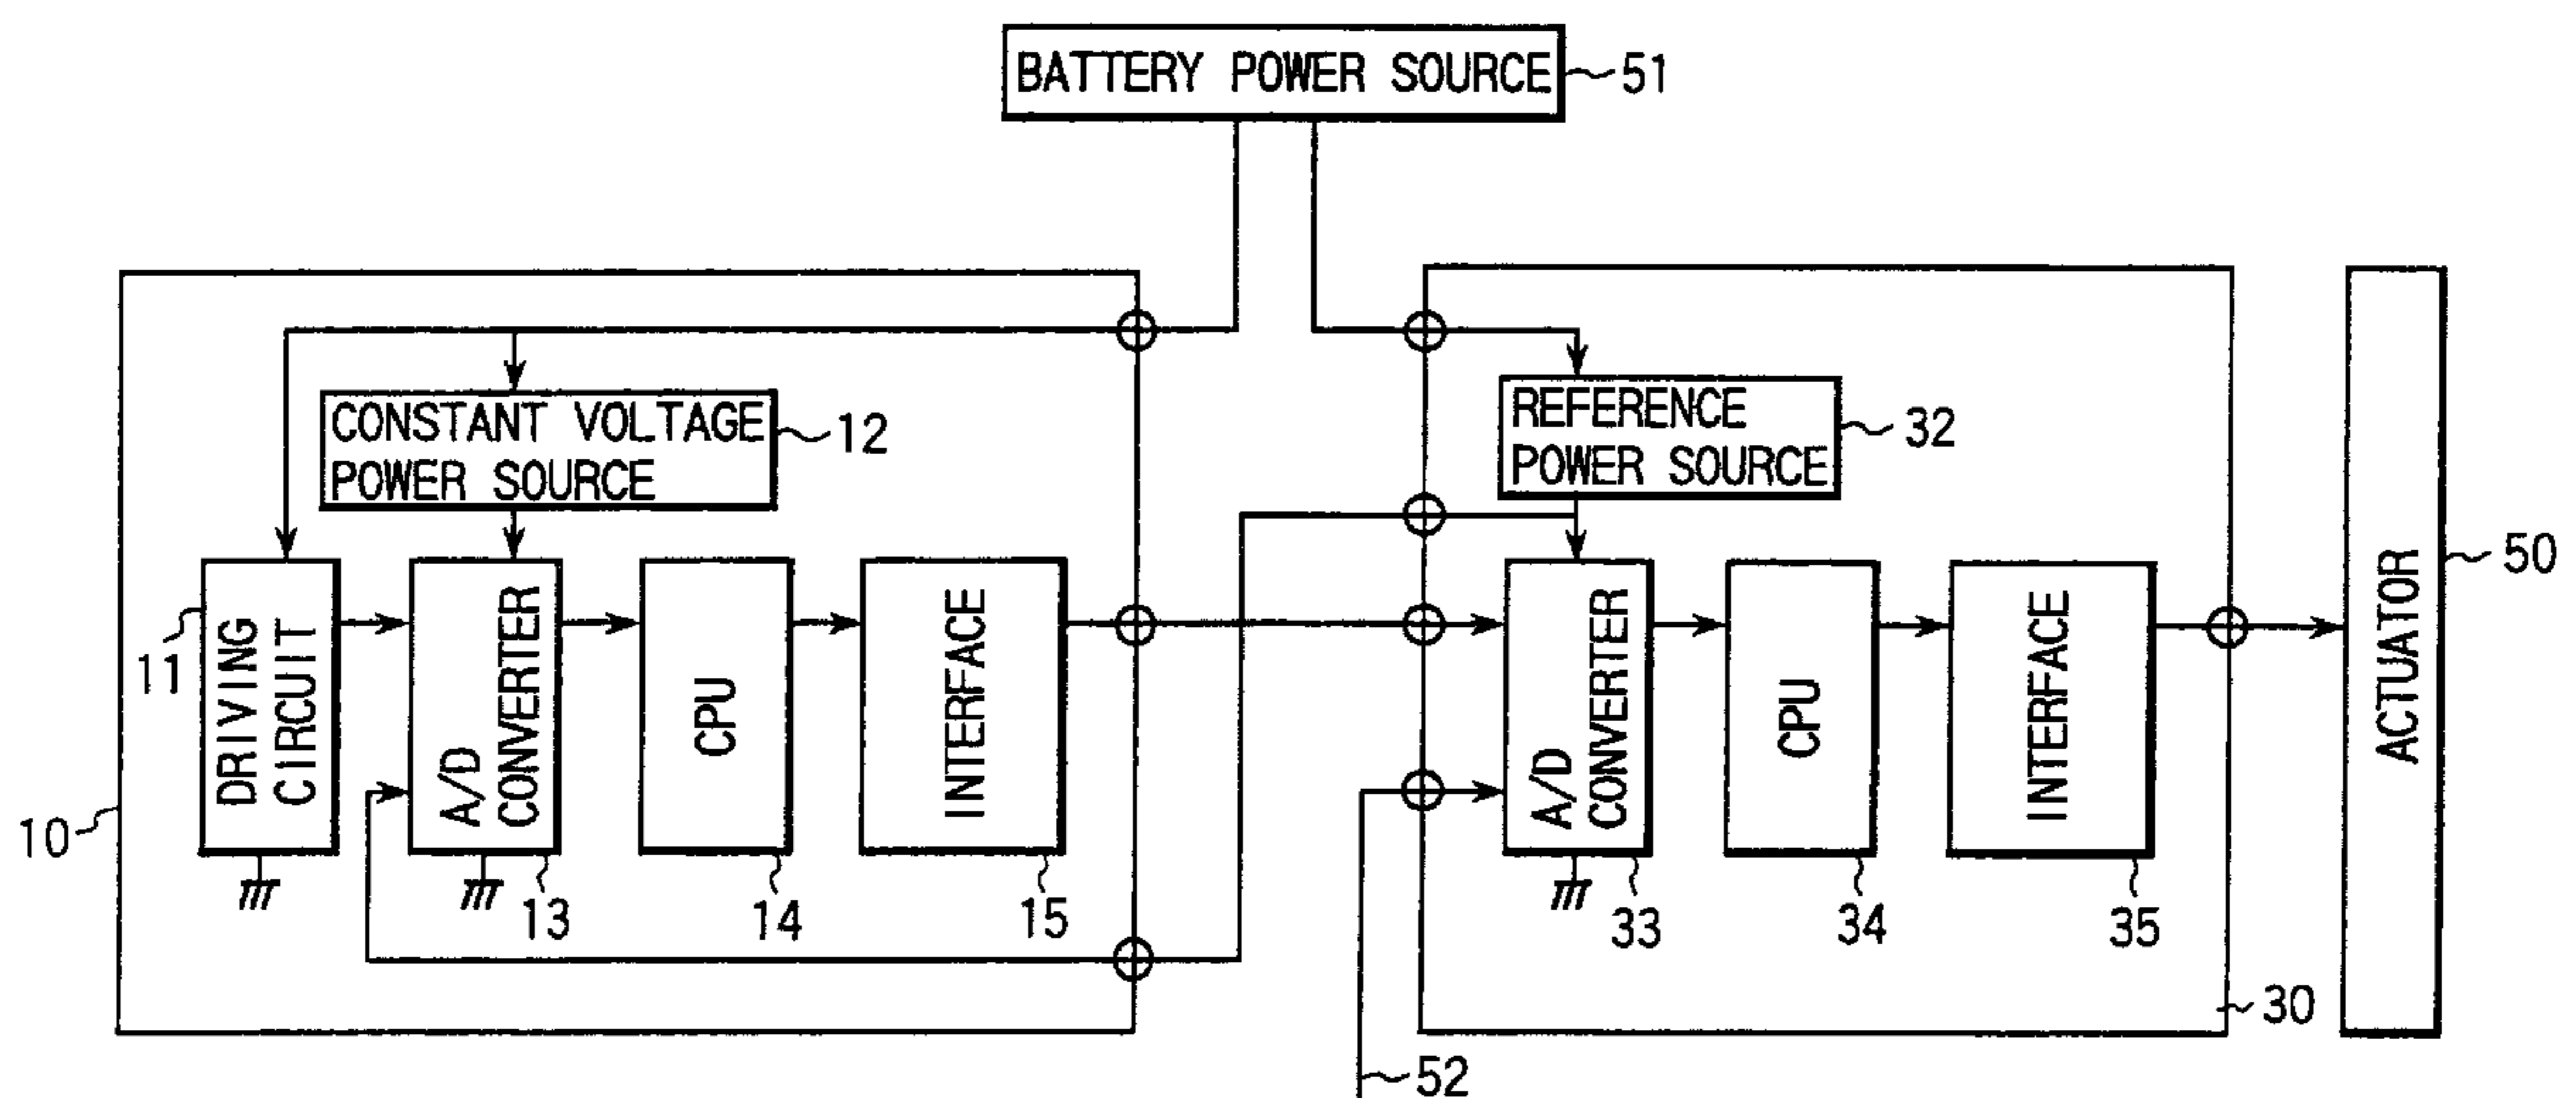 BATTERY POWER SOURCE
51
CONSTANT VOLTAGE
POWER SOURCE
12
REFERENCE
POWER SOURCE
32
11
DRIVING
CIRCUIT
A/D
CONVERTER
CPU
INTERFACE
A/D
CONVERTER
CPU
INTERFACE
ACTUATOR
50
10
13
14
15
33
34
35
30
52